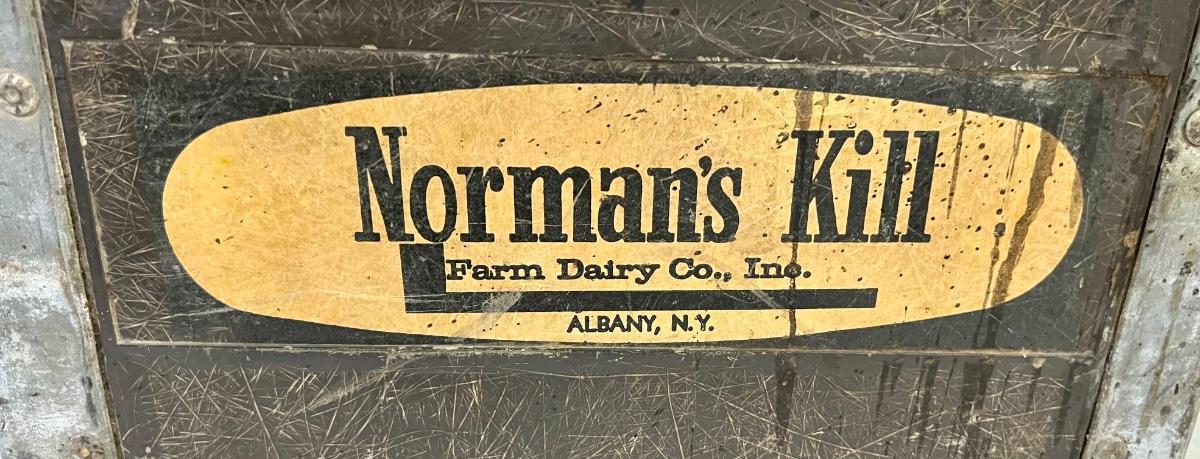 Norman's Kill
Farm Dairy Co., Inc.
ALBANY, N.Y.